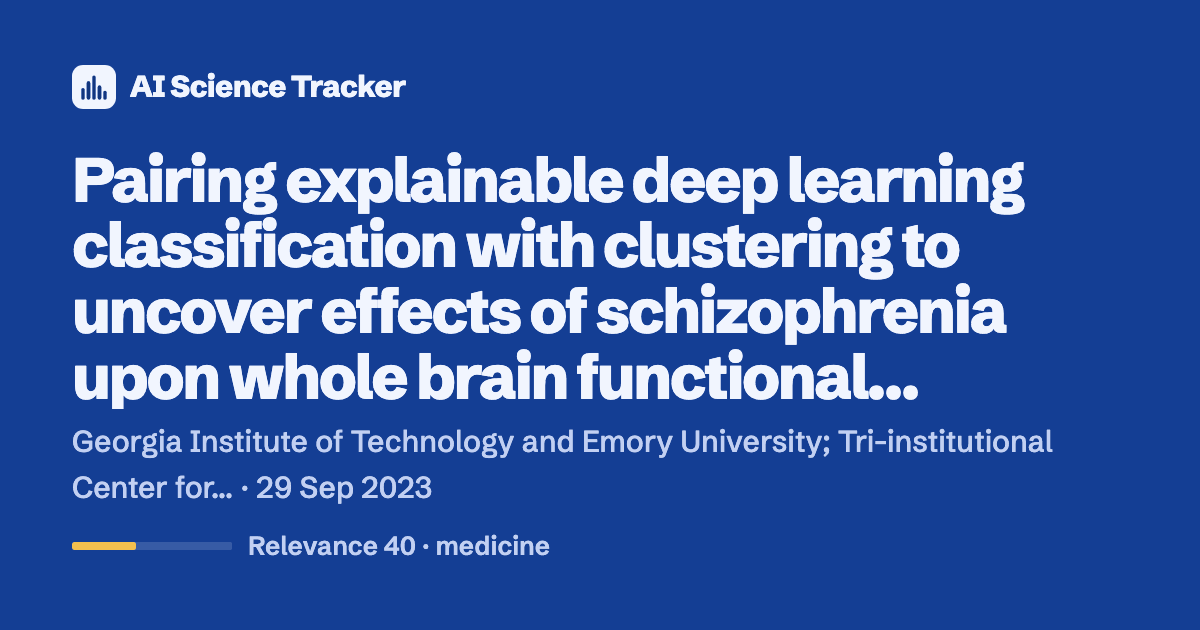 AI Science Tracker
Pairing explainable deep learning
classification with clustering to
uncover effects of schizophrenia
upon whole brain functional...
Georgia Institute of Technology and Emory University; Tri-institutional
Center for... · 29 Sep 2023
Relevance 40 · medicine